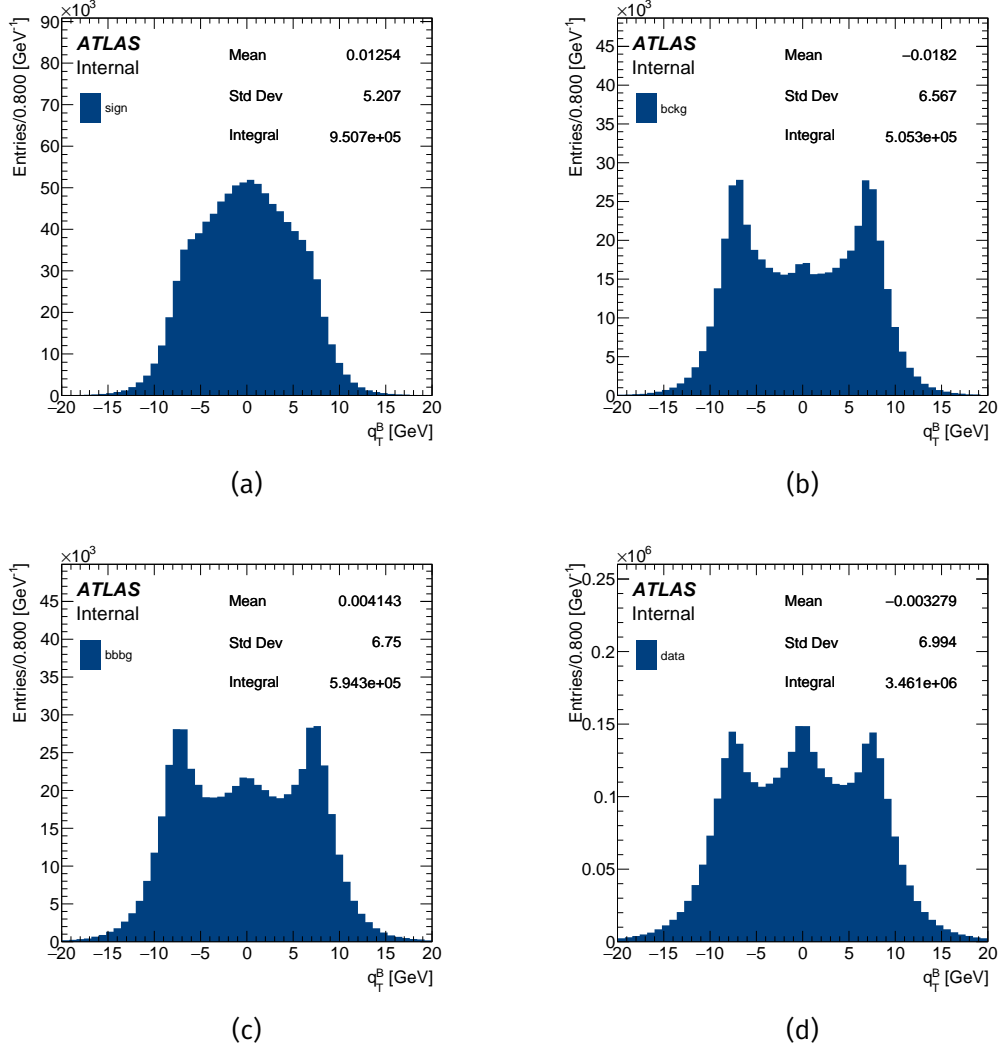 ×10³
ATLAS
Internal
sign
Mean 0.01254
Std Dev 5.207
Integral 9.507e+05
Entries/0.800 [GeV⁻¹]
90
80
70
60
50
40
30
20
10
0
−20 −15 −10 −5 0 5 10 15 20
q_T^B [GeV]
(a)
×10³
ATLAS
Internal
bckg
Mean −0.0182
Std Dev 6.567
Integral 5.053e+05
Entries/0.800 [GeV⁻¹]
45
40
35
30
25
20
15
10
5
0
−20 −15 −10 −5 0 5 10 15 20
q_T^B [GeV]
(b)
×10³
ATLAS
Internal
bbbg
Mean 0.004143
Std Dev 6.75
Integral 5.943e+05
Entries/0.800 [GeV⁻¹]
45
40
35
30
25
20
15
10
5
0
−20 −15 −10 −5 0 5 10 15 20
q_T^B [GeV]
(c)
×10⁶
ATLAS
Internal
data
Mean −0.003279
Std Dev 6.994
Integral 3.461e+06
Entries/0.800 [GeV⁻¹]
0.26
0.2
0.15
0.1
0.05
0
−20 −15 −10 −5 0 5 10 15 20
q_T^B [GeV]
(d)